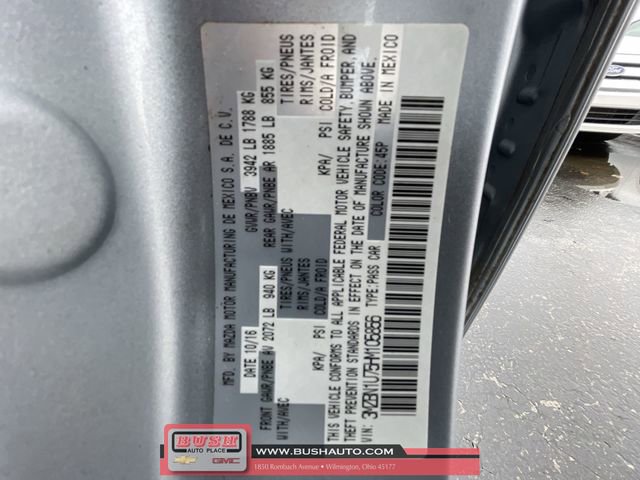 MFD. BY MAZDA MOTOR MANUFACTURING DE MEXICO S.A. DE C.V.
DATE: 10/16 GVWR/PNBV 3942 LB 1788 KG
FRONT GAWR/PNBE AV 2072 LB 940 KG REAR GAWR/PNBE AR 1885 LB 855 KG
WITH/AVEC TIRES/PNEUS WITH/AVEC TIRES/PNEUS
RIMS/JANTES RIMS/JANTES
KPA/ PSI COLD/A FROID KPA/ PSI COLD/A FROID
THIS VEHICLE CONFORMS TO ALL APPLICABLE FEDERAL MOTOR VEHICLE SAFETY, BUMPER, AND
THEFT PREVENTION STANDARDS IN EFFECT ON THE DATE OF MANUFACTURE SHOWN ABOVE.
VIN: 3MZBN1U75HM105856 TYPE: PASS CAR COLOR CODE: 45P MADE IN MEXICO
BUSH
AUTO PLACE
GMC
WWW.BUSHAUTO.COM
1850 Rombach Avenue • Wilmington, Ohio 45177